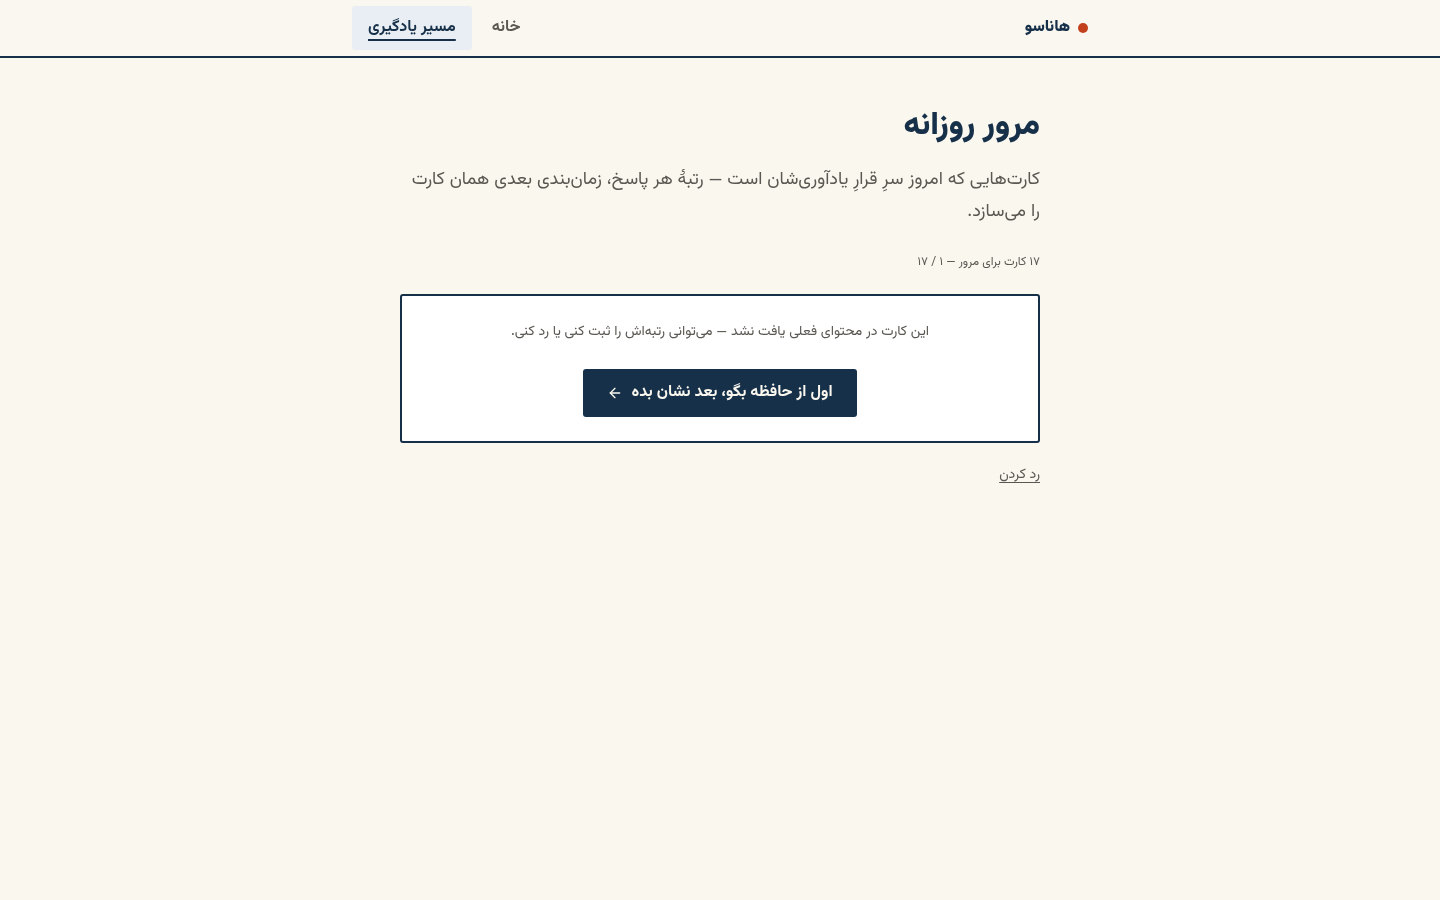 هاناسو
خانه
مسیر یادگیری
مرور روزانه
کارت‌هایی که امروز سرِ قرارِ یادآوری‌شان است — رتبهٔ هر پاسخ، زمان‌بندی بعدی همان کارت
را می‌سازد.
۱۷ کارت برای مرور — ۱ / ۱۷
این کارت در محتوای فعلی یافت نشد — می‌توانی رتبه‌اش را ثبت کنی یا رد کنی.
اول از حافظه بگو، بعد نشان بده ←
رد کردن